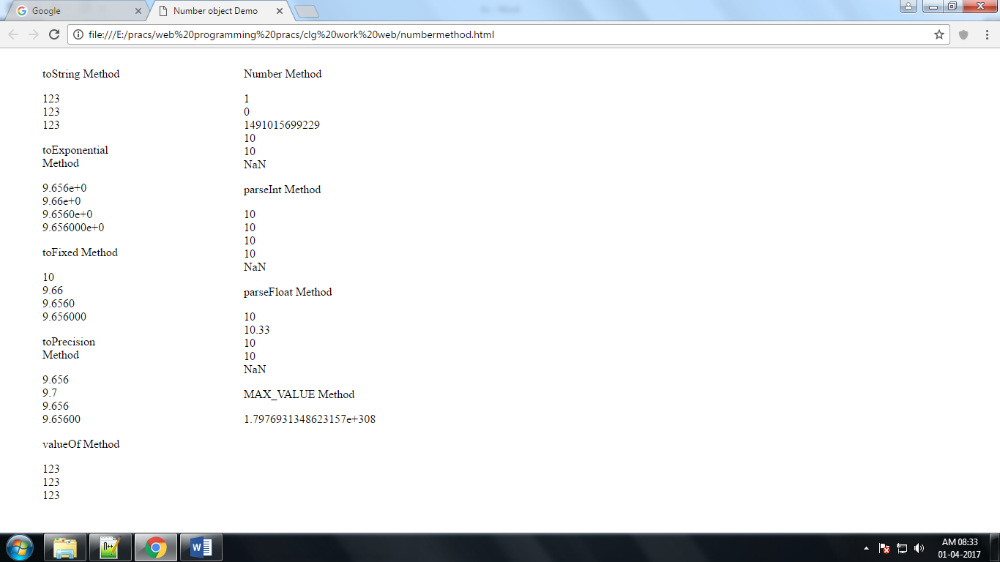 Google
Number object Demo
file:///E:/pracs/web%20programming%20pracs/clg%20work%20web/numbermethod.html
toString Method
123
123
123
toExponential
Method
9.656e+0
9.66e+0
9.6560e+0
9.656000e+0
toFixed Method
10
9.66
9.6560
9.656000
toPrecision
Method
9.656
9.7
9.656
9.65600
valueOf Method
123
123
123
Number Method
1
0
1491015699229
10
10
NaN
parseInt Method
10
10
10
10
NaN
parseFloat Method
10
10.33
10
10
NaN
MAX_VALUE Method
1.7976931348623157e+308
AM 08:33
01-04-2017